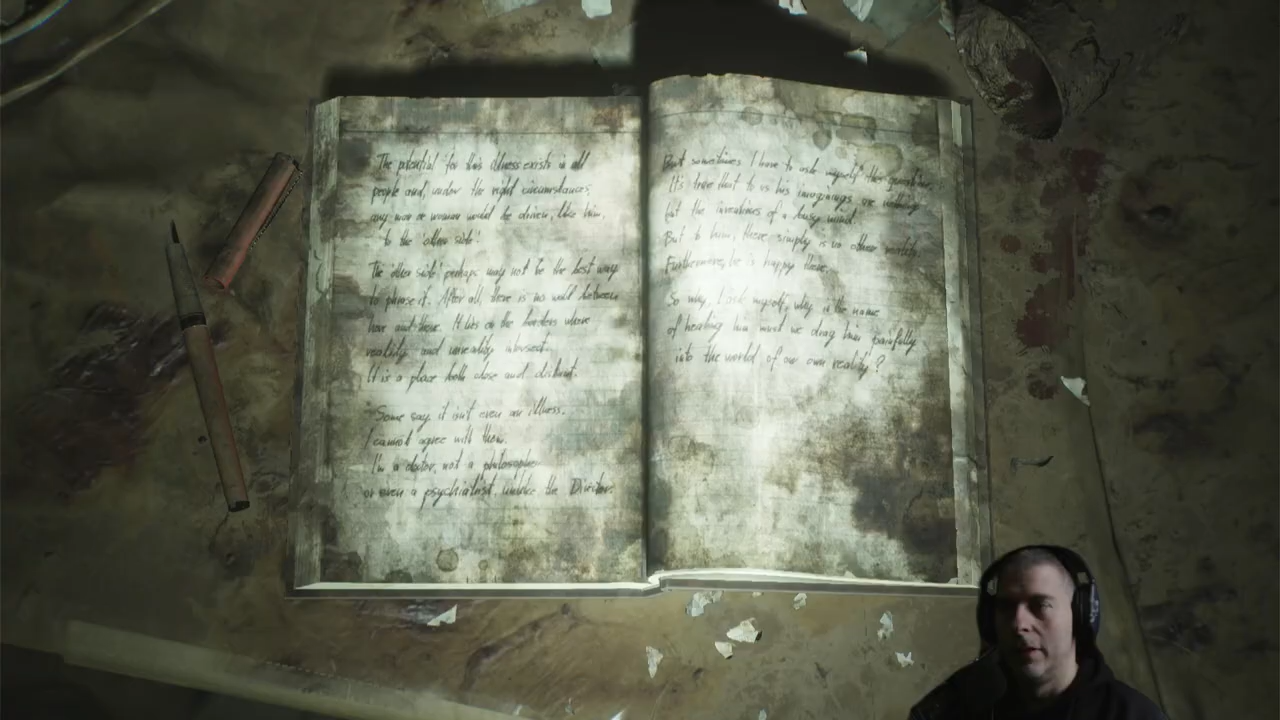 The potential for this illness exists in all
people and, under the right circumstances,
any man or woman would be driven, like him,
to the 'other side'.
The 'other side' perhaps may not be the best way
to phrase it. After all, there is no wall between
here and there. It lies on the borders where
reality and unreality intersect.
It is a place both close and distant.
Some say it isn't even an illness.
I cannot agree with them.
I'm a doctor, not a philosopher
or even a psychiatrist, unlike the Director.
But sometimes I have to ask myself this question.
It's true that to us his imaginings are nothing
but the inventions of a busy mind.
But to him, there simply is no other reality.
Furthermore, he is happy there.
So why, I ask myself, why in the name
of healing him must we drag him painfully
into the world of our own reality?